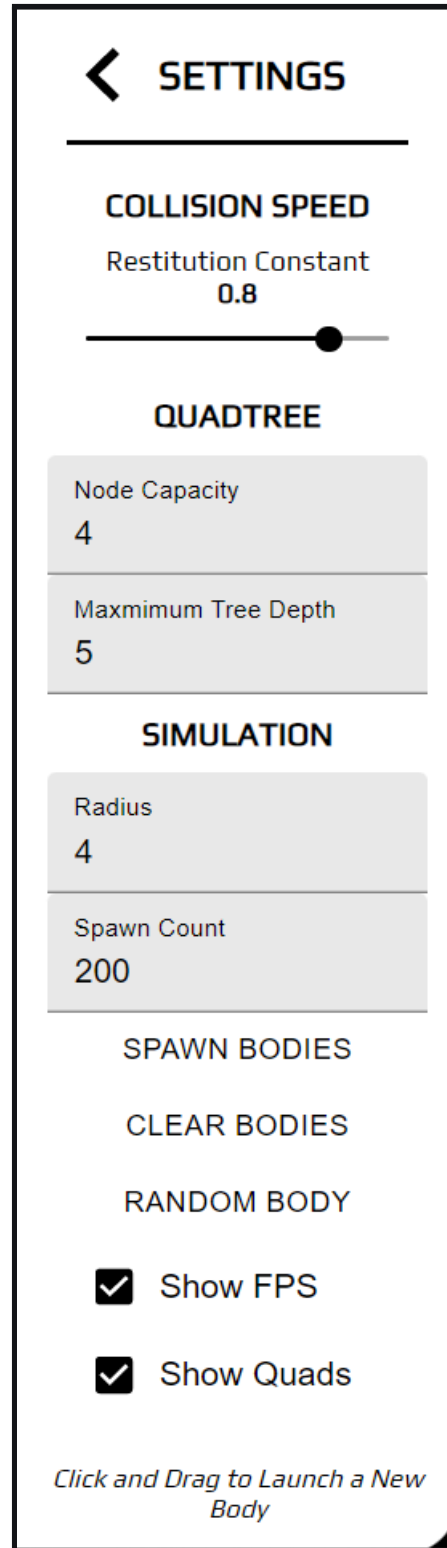 SETTINGS
COLLISION SPEED
Restitution Constant
0.8
QUADTREE
Node Capacity
4
Maxmimum Tree Depth
5
SIMULATION
Radius
4
Spawn Count
200
SPAWN BODIES
CLEAR BODIES
RANDOM BODY
Show FPS
Show Quads
Click and Drag to Launch a New
Body